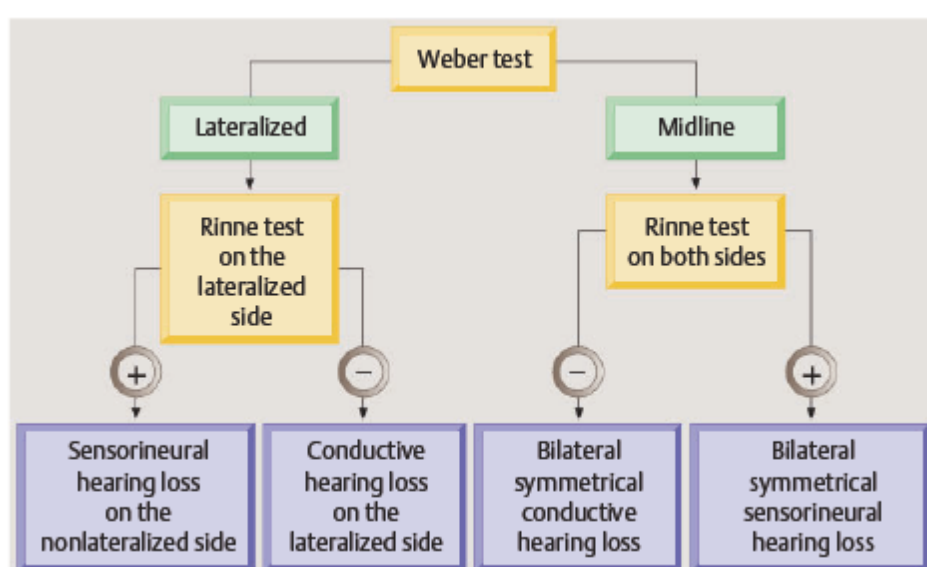 Weber test
Lateralized
Midline
Rinne test
on the
lateralized
side
Rinne test
on both sides
+
−
−
+
Sensorineural
hearing loss
on the
nonlateralized side
Conductive
hearing loss
on the
lateralized side
Bilateral
symmetrical
conductive
hearing loss
Bilateral
symmetrical
sensorineural
hearing loss